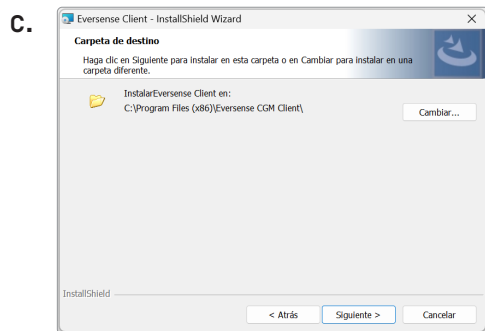 C.
Eversense Client - InstallShield Wizard
Carpeta de destino
Haga clic en Siguiente para instalar en esta carpeta o en Cambiar para instalar en una
carpeta diferente.
InstalarEversense Client en:
C:\Program Files (x86)\Eversense CGM Client\
Cambiar...
InstallShield
< Atrás
Siguiente >
Cancelar